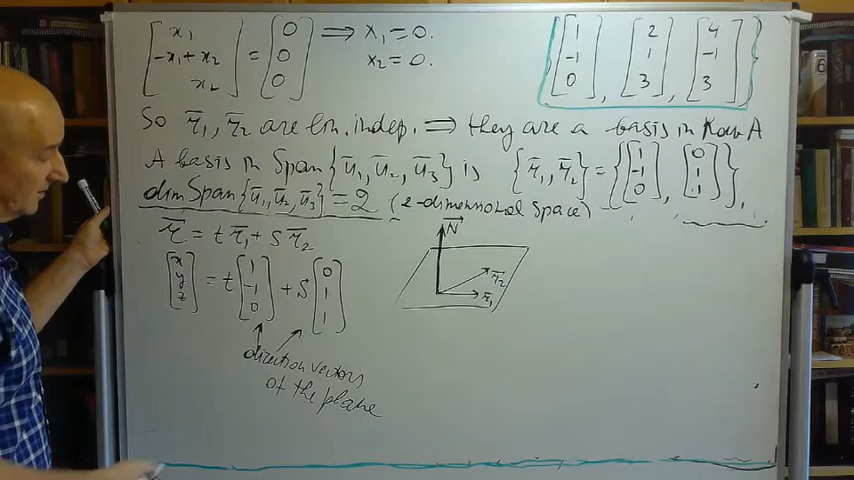 [x₁; -x₁+x₂; x₂] = [0; 0; 0] ⟹ x₁=0. x₂=0.
{[1; -1; 0], [2; 1; 3], [4; -1; 3]}
So r̄₁, r̄₂ are lin. indep. ⟹ they are a basis in Row A
A basis in Span{ū₁, ū₂, ū₃} is {r̄₁, r̄₂} = {[1; -1; 0], [0; 1; 1]}.
dim Span{ū₁, ū₂, ū₃} = 2 (2-dimensional space)
r̄ = t r̄₁ + s r̄₂
[x; y; z] = t [1; -1; 0] + s [0; 1; 1]
N̄
r̄₂
r̄₁
direction vectors
of the plane